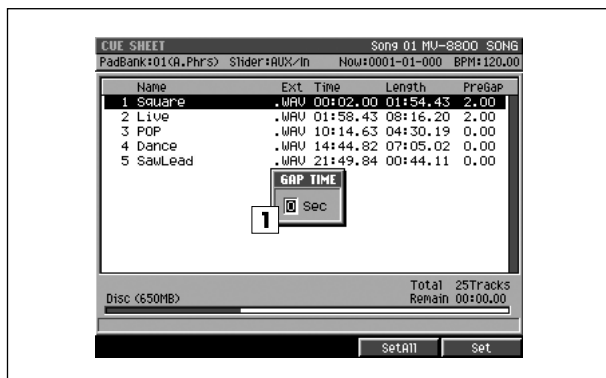 CUE SHEET Song 01 MV-8800 SONG
PadBank:01(A.Phrs) Slider:AUX/In Now:0001-01-000 BPM:120.00
Name Ext Time Length PreGap
1 Square .WAV 00:02.00 01:54.43 2.00
2 Live .WAV 01:58.43 08:16.20 2.00
3 POP .WAV 10:14.63 04:30.19 0.00
4 Dance .WAV 14:44.82 07:05.02 0.00
5 SawLead .WAV 21:49.84 00:44.11 0.00
GAP TIME
0 Sec
1
Total 25Tracks
Disc (650MB) Remain 00:00.00
SetAll Set